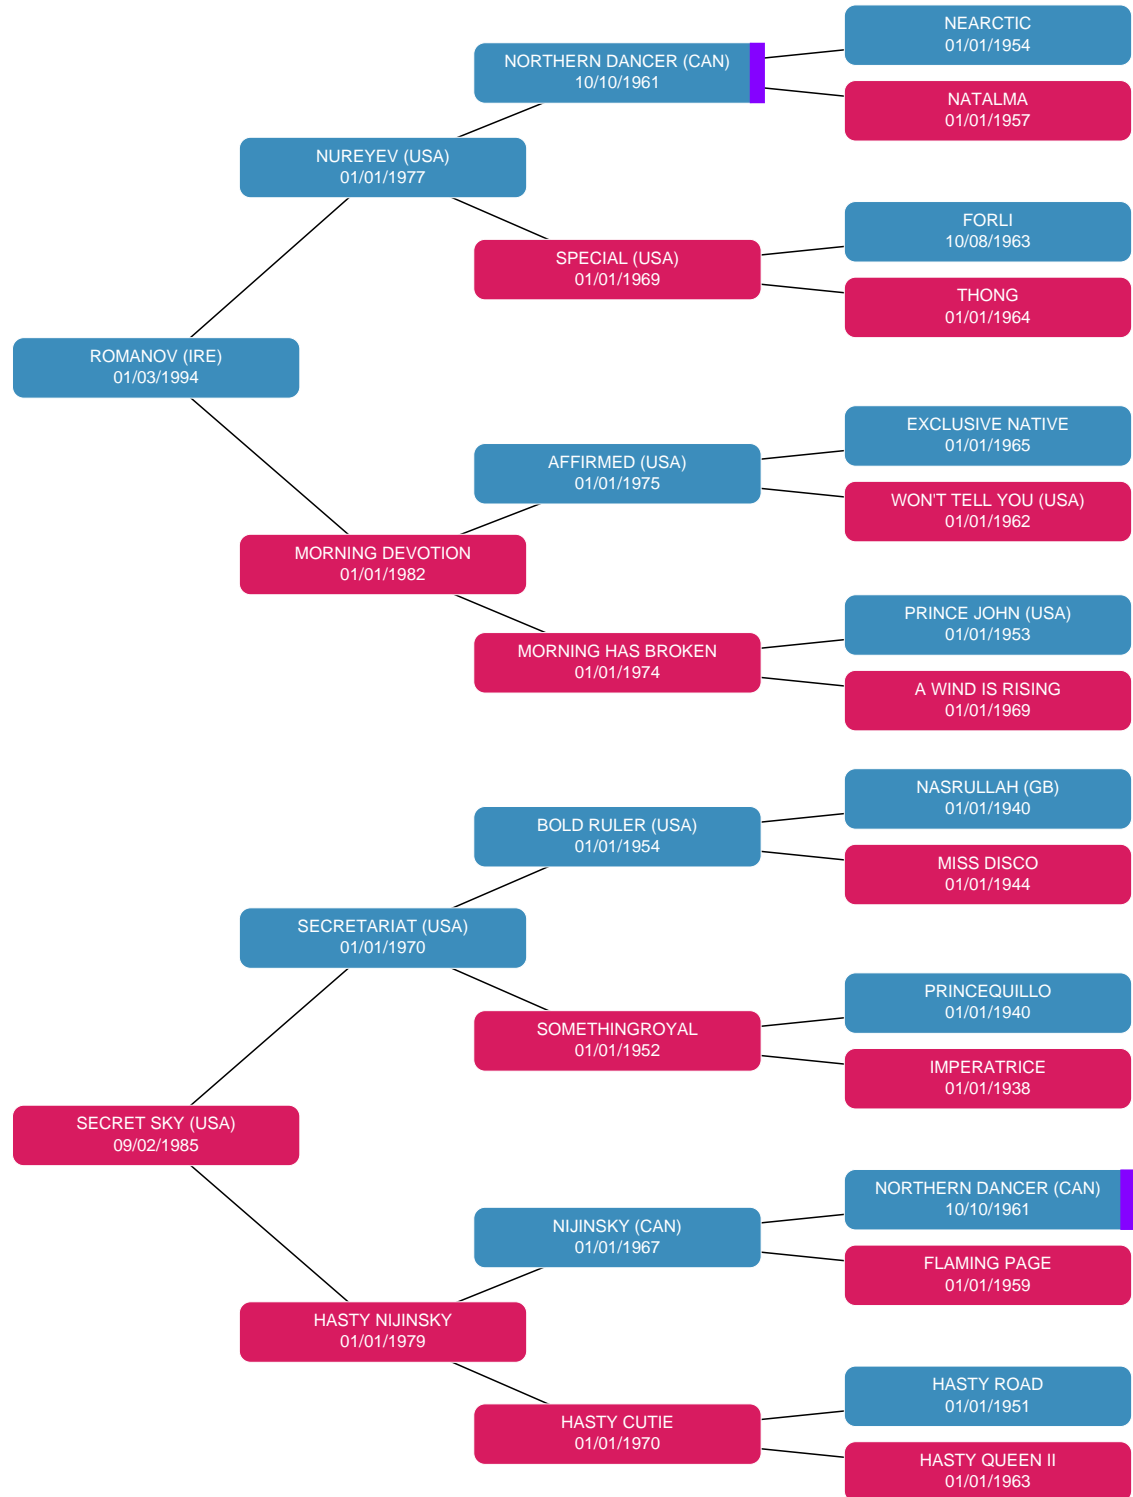 NEARCTIC
01/01/1954
NORTHERN DANCER (CAN)
10/10/1961
NATALMA
01/01/1957
NUREYEV (USA)
01/01/1977
FORLI
10/08/1963
SPECIAL (USA)
01/01/1969
THONG
01/01/1964
ROMANOV (IRE)
01/03/1994
EXCLUSIVE NATIVE
01/01/1965
AFFIRMED (USA)
01/01/1975
WON'T TELL YOU (USA)
01/01/1962
MORNING DEVOTION
01/01/1982
PRINCE JOHN (USA)
01/01/1953
MORNING HAS BROKEN
01/01/1974
A WIND IS RISING
01/01/1969
NASRULLAH (GB)
01/01/1940
BOLD RULER (USA)
01/01/1954
MISS DISCO
01/01/1944
SECRETARIAT (USA)
01/01/1970
PRINCEQUILLO
01/01/1940
SOMETHINGROYAL
01/01/1952
IMPERATRICE
01/01/1938
SECRET SKY (USA)
09/02/1985
NORTHERN DANCER (CAN)
10/10/1961
NIJINSKY (CAN)
01/01/1967
FLAMING PAGE
01/01/1959
HASTY NIJINSKY
01/01/1979
HASTY ROAD
01/01/1951
HASTY CUTIE
01/01/1970
HASTY QUEEN II
01/01/1963